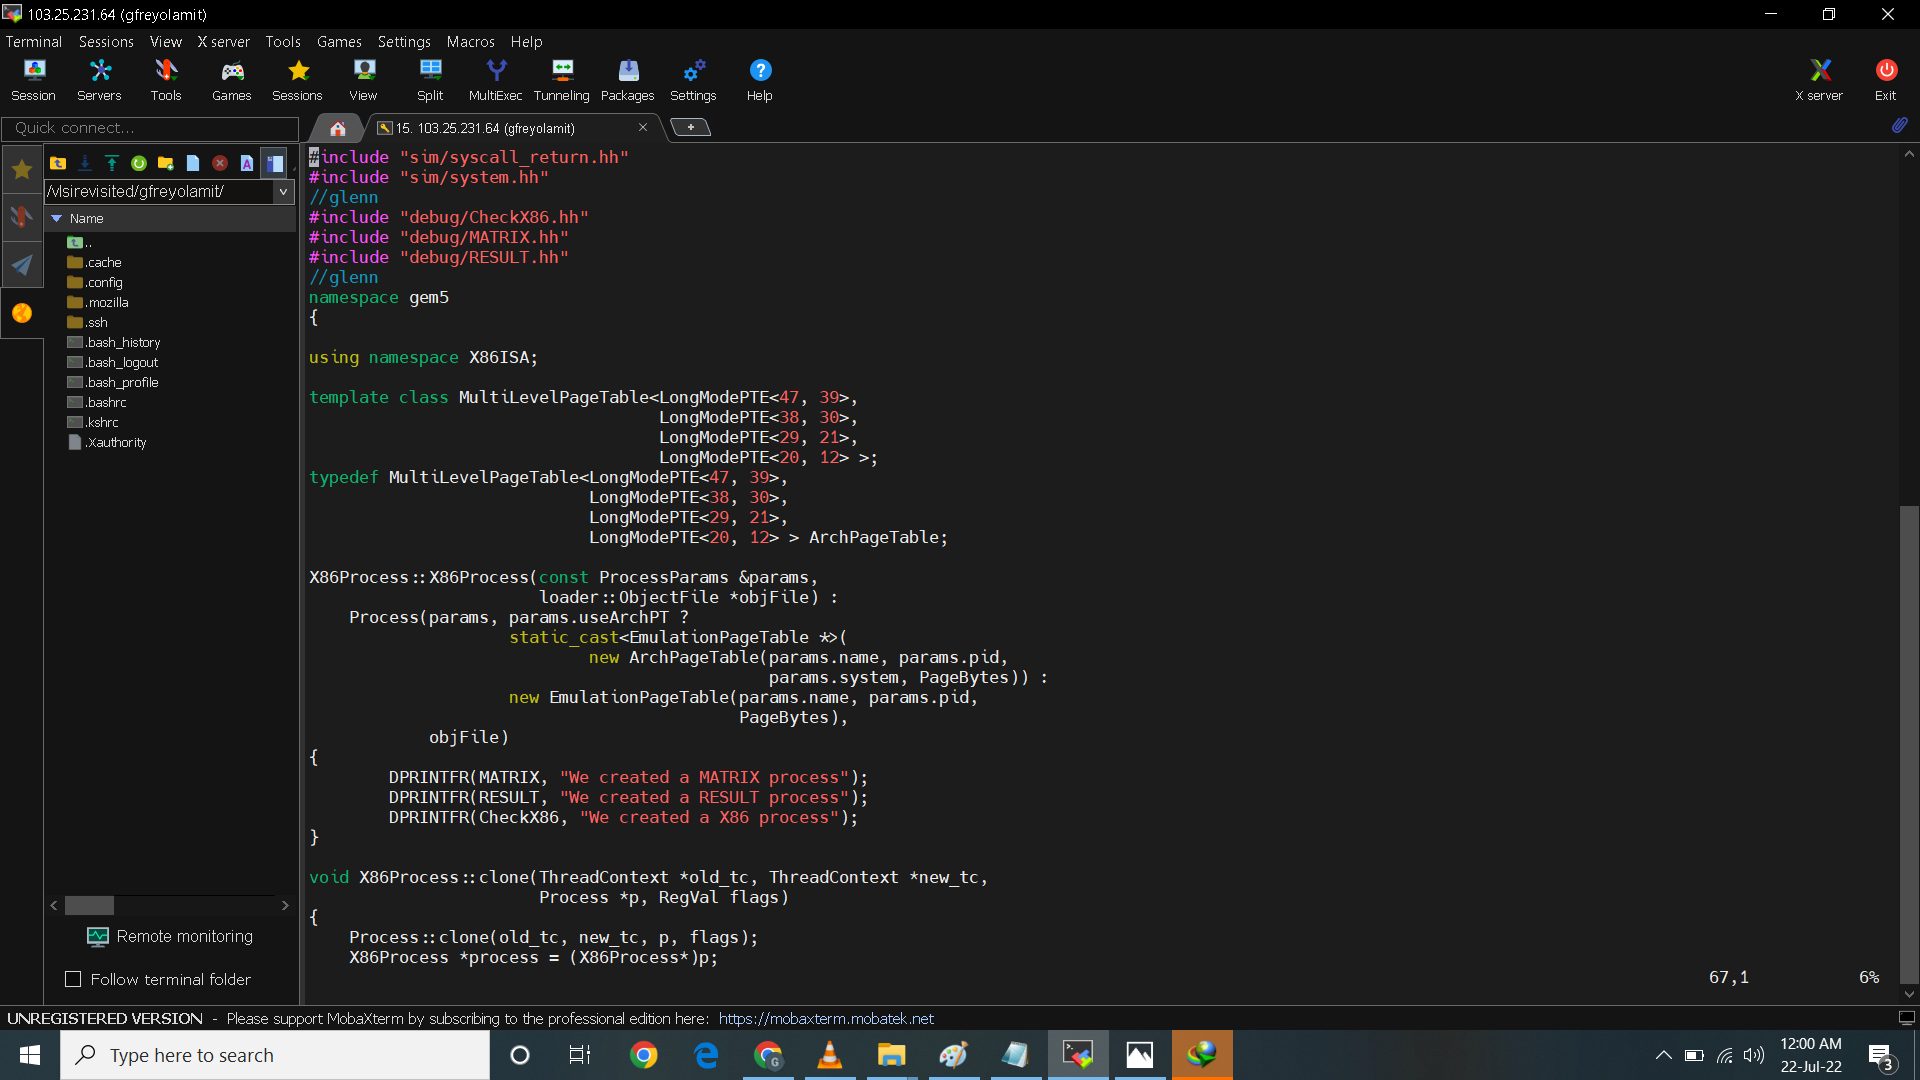 103.25.231.64 (gfreyolamit)
Terminal Sessions View X server Tools Games Settings Macros Help
Session Servers Tools Games Sessions View Split MultiExec Tunneling Packages Settings Help X server Exit
Quick connect...
15. 103.25.231.64 (gfreyolamit)
/vlsirevisited/gfreyolamit/
Name
..
.cache
.config
.mozilla
.ssh
.bash_history
.bash_logout
.bash_profile
.bashrc
.kshrc
.Xauthority
Remote monitoring
Follow terminal folder
#include "sim/syscall_return.hh"
#include "sim/system.hh"
//glenn
#include "debug/CheckX86.hh"
#include "debug/MATRIX.hh"
#include "debug/RESULT.hh"
//glenn
namespace gem5
{
using namespace X86ISA;
template class MultiLevelPageTable<LongModePTE<47, 39>,
LongModePTE<38, 30>,
LongModePTE<29, 21>,
LongModePTE<20, 12> >;
typedef MultiLevelPageTable<LongModePTE<47, 39>,
LongModePTE<38, 30>,
LongModePTE<29, 21>,
LongModePTE<20, 12> > ArchPageTable;
X86Process::X86Process(const ProcessParams &params,
loader::ObjectFile *objFile) :
Process(params, params.useArchPT ?
static_cast<EmulationPageTable *>(
new ArchPageTable(params.name, params.pid,
params.system, PageBytes)) :
new EmulationPageTable(params.name, params.pid,
PageBytes),
objFile)
{
DPRINTFR(MATRIX, "We created a MATRIX process");
DPRINTFR(RESULT, "We created a RESULT process");
DPRINTFR(CheckX86, "We created a X86 process");
}
void X86Process::clone(ThreadContext *old_tc, ThreadContext *new_tc,
Process *p, RegVal flags)
{
Process::clone(old_tc, new_tc, p, flags);
X86Process *process = (X86Process*)p;
67,1 6%
UNREGISTERED VERSION - Please support MobaXterm by subscribing to the professional edition here: https://mobaxterm.mobatek.net
Type here to search
12:00 AM
22-Jul-22
3